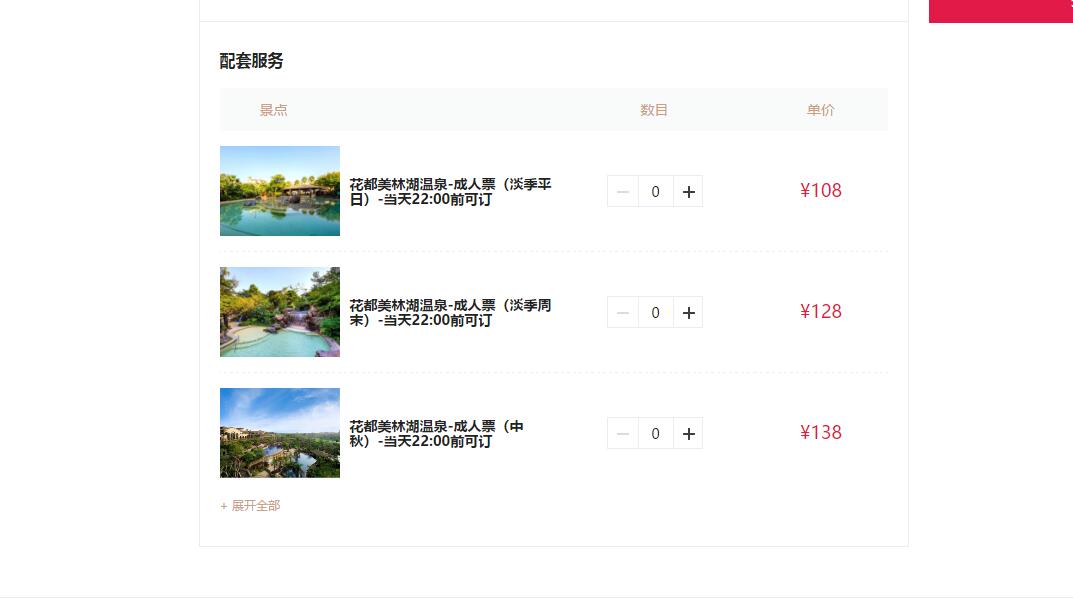 配套服务
景点 数目 单价
花都美林湖温泉-成人票（淡季平
日）-当天22:00前可订
0
¥108
花都美林湖温泉-成人票（淡季周
末）-当天22:00前可订
0
¥128
花都美林湖温泉-成人票（中
秋）-当天22:00前可订
0
¥138
+ 展开全部